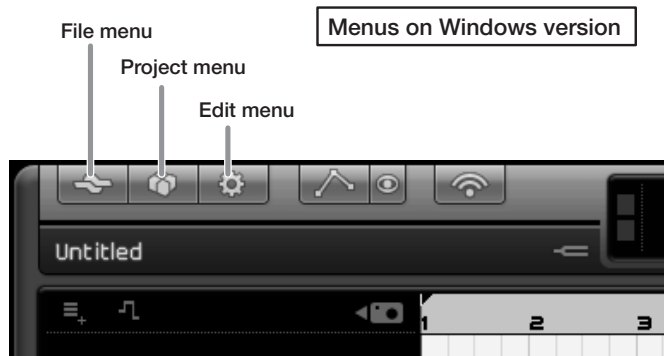 File menu
Menus on Windows version
Project menu
Edit menu
Untitled
1 2 3